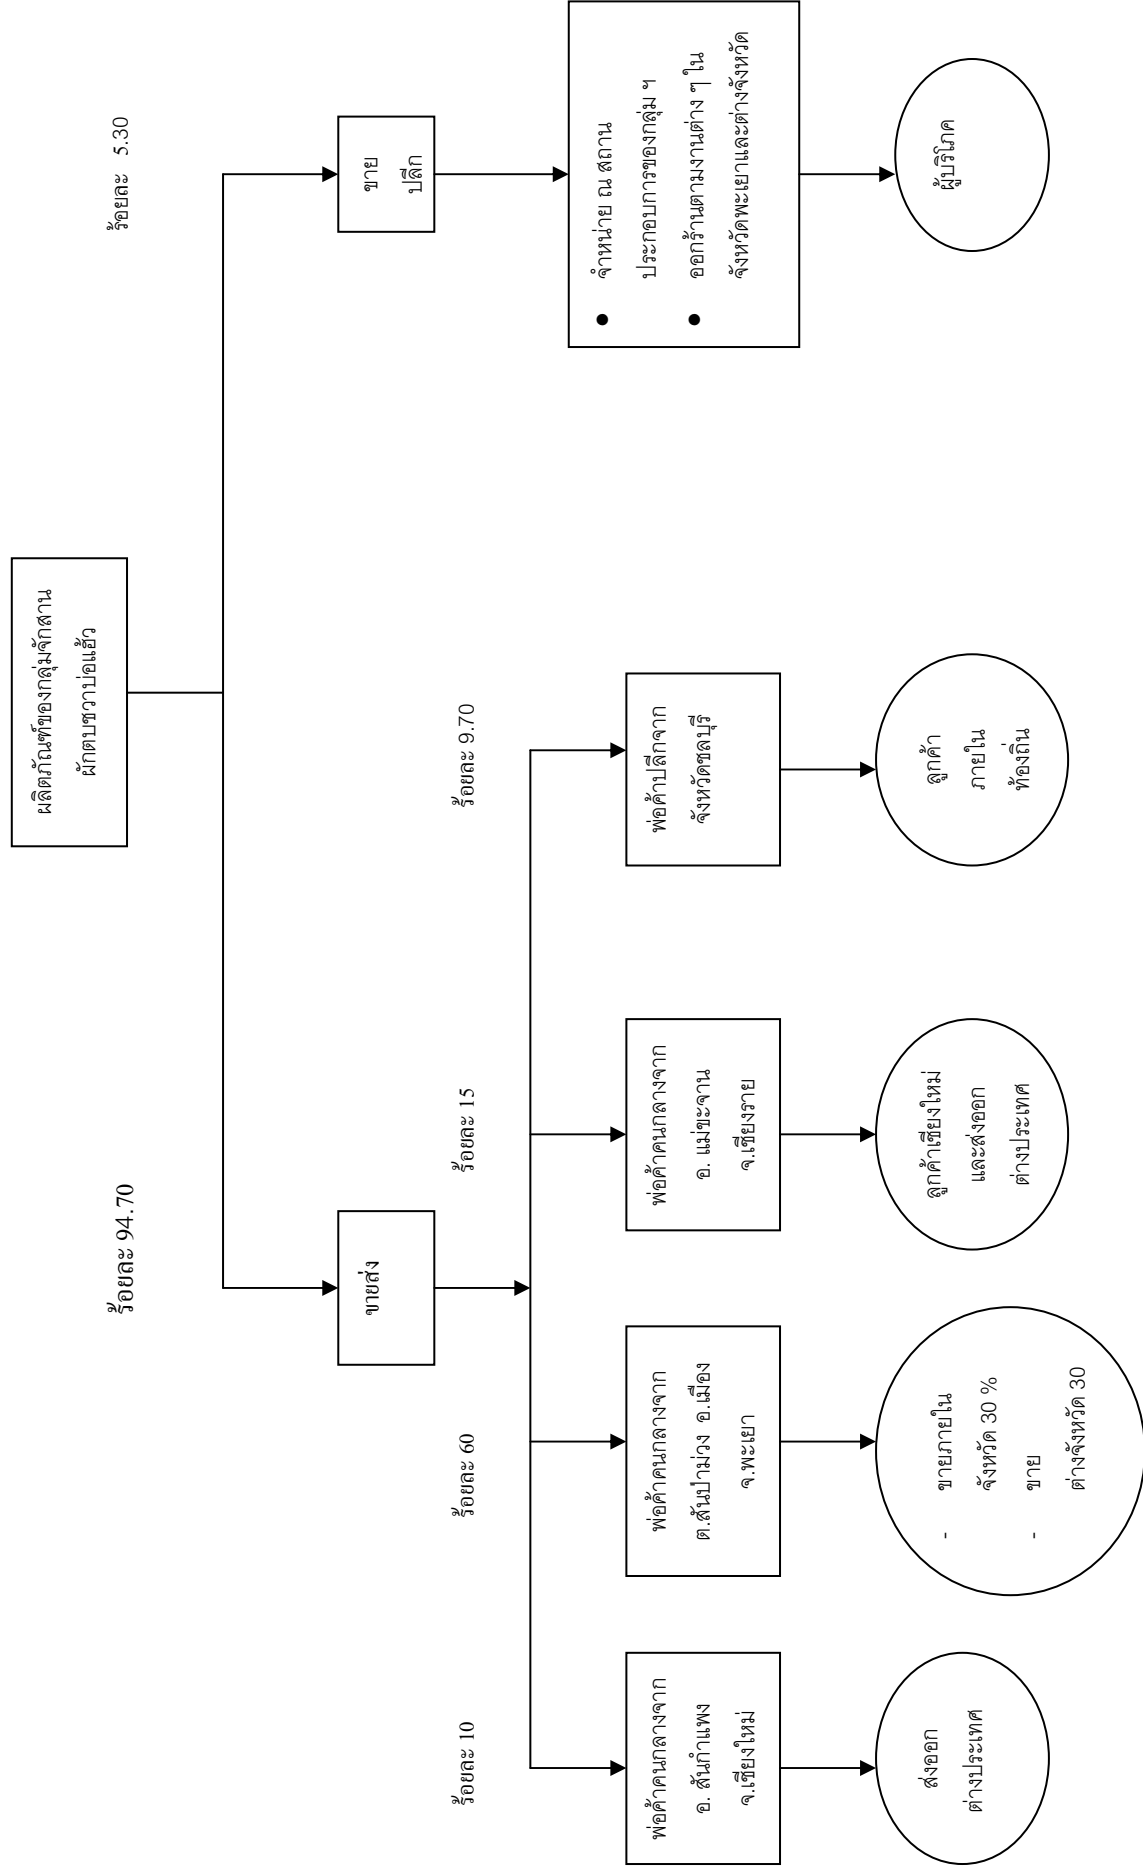 ผลิตภัณฑ์ของกลุ่มจักสาน
ผักตบชวาบ่อแฮ้ว
ร้อยละ 94.70
ร้อยละ 5.30
ขายส่ง
ขาย
ปลีก
ร้อยละ 10
ร้อยละ 60
ร้อยละ 15
ร้อยละ 9.70
พ่อค้าคนกลางจาก
อ. สันกำแพง
จ.เชียงใหม่
พ่อค้าคนกลางจาก
ต.สันป่าม่วง อ.เมือง
จ.พะเยา
พ่อค้าคนกลางจาก
อ. แม่ขะจาน
จ.เชียงราย
พ่อค้าปลีกจาก
จังหวัดชลบุรี
● จำหน่าย ณ สถาน
ประกอบการของกลุ่ม ฯ
● ออกร้านตามงานต่าง ๆ ใน
จังหวัดพะเยาและต่างจังหวัด
ส่งออก
ต่างประเทศ
- ขายภายใน
จังหวัด 30 %
- ขาย
ต่างจังหวัด 30
ลูกค้าเชียงใหม่
และส่งออก
ต่างประเทศ
ลูกค้า
ภายใน
ท้องถิ่น
ผู้บริโภค